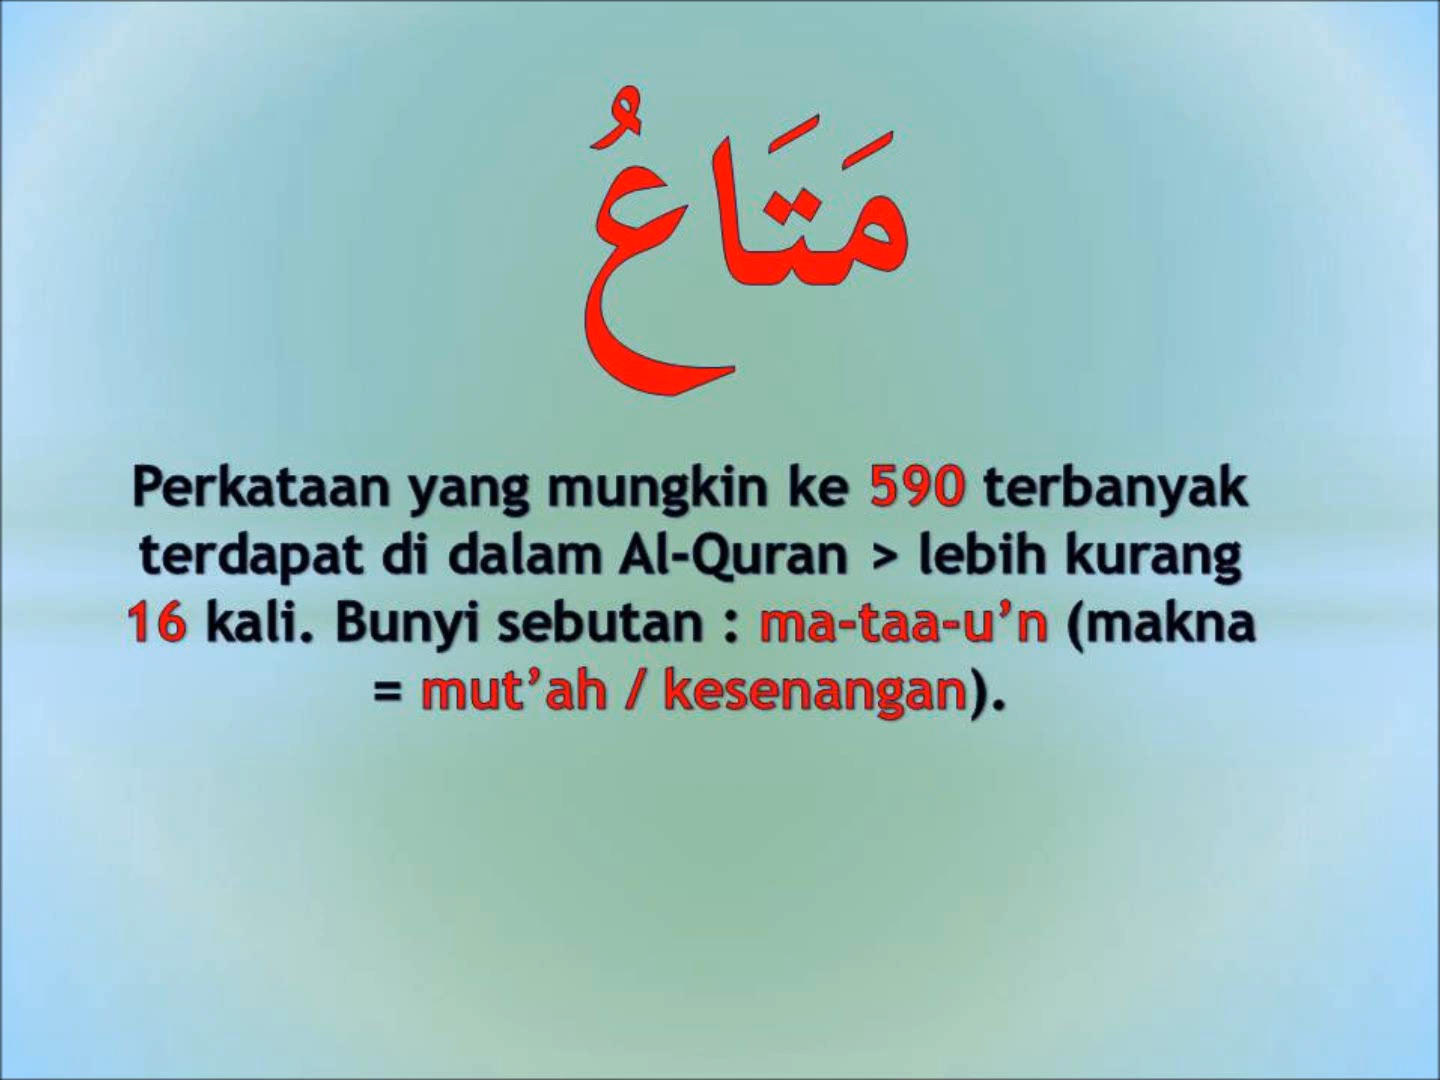 مَتَاعُ
Perkataan yang mungkin ke 590 terbanyak
terdapat di dalam Al-Quran > lebih kurang
16 kali. Bunyi sebutan : ma-taa-u’n (makna
= mut’ah / kesenangan).